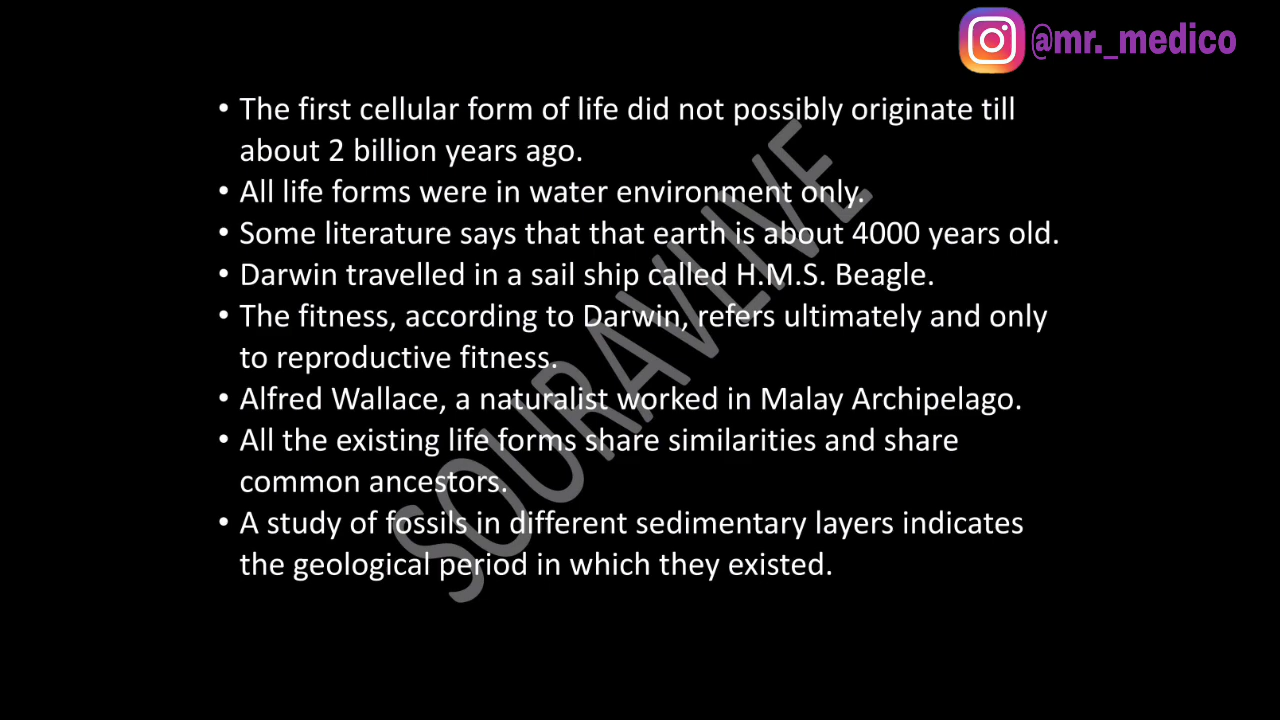 @mr._medico
• The first cellular form of life did not possibly originate till
about 2 billion years ago.
• All life forms were in water environment only.
• Some literature says that that earth is about 4000 years old.
• Darwin travelled in a sail ship called H.M.S. Beagle.
• The fitness, according to Darwin, refers ultimately and only
to reproductive fitness.
• Alfred Wallace, a naturalist worked in Malay Archipelago.
• All the existing life forms share similarities and share
common ancestors.
• A study of fossils in different sedimentary layers indicates
the geological period in which they existed.
SOURAVLIVE